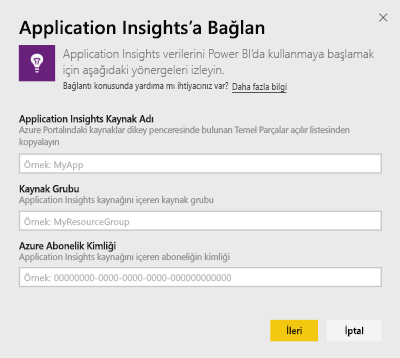 Application Insights'a Bağlan
Application Insights verilerini Power BI'da kullanmaya başlamak
için aşağıdaki yönergeleri izleyin.
Bağlantı konusunda yardıma mı ihtiyacınız var? Daha fazla bilgi
Application Insights Kaynak Adı
Azure Portalındaki kaynaklar dikey penceresinde bulunan Temel Parçalar açılır listesinden
kopyalayın
Örnek: MyApp
Kaynak Grubu
Application Insights kaynağını içeren kaynak grubu
Örnek: MyResourceGroup
Azure Abonelik Kimliği
Application Insights kaynağını içeren aboneliğin kimliği
Örnek: 00000000-0000-0000-0000-000000000000
İleri
İptal